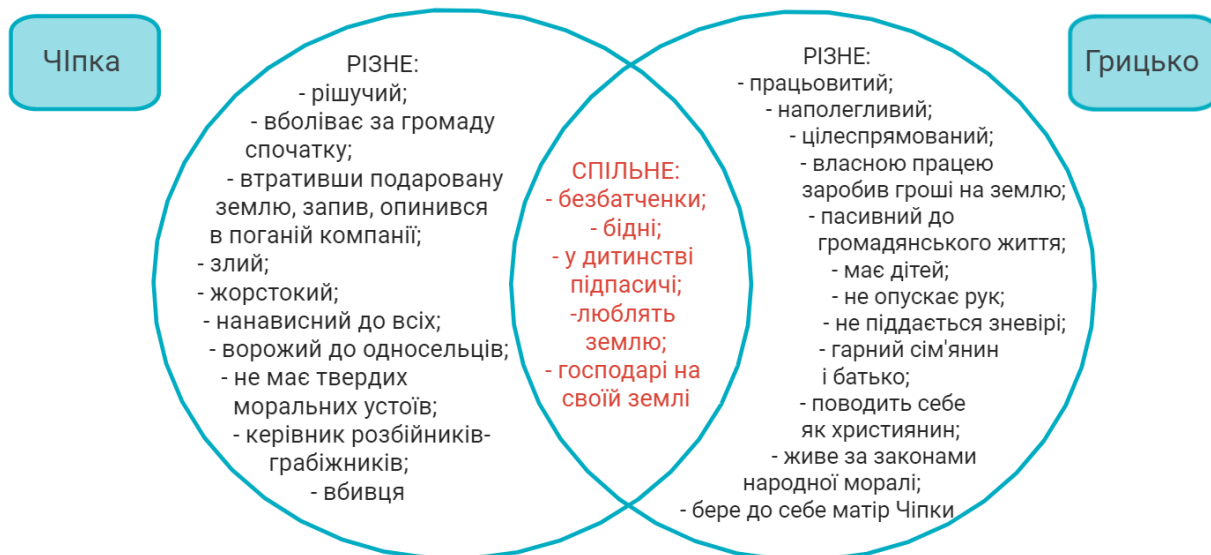 ЧІпка
РІЗНЕ:
- рішучий;
- вболіває за громаду
спочатку;
- втративши подаровану
землю, запив, опинився
в поганій компанії;
- злий;
- жорстокий;
- нанависний до всіх;
- ворожий до односельців;
- не має твердих
моральних устоїв;
- керівник розбійників-
грабіжників;
- вбивця
СПІЛЬНЕ:
- безбатченки;
- бідні;
- у дитинстві
підпасичі;
-люблять
землю;
- господарі на
своїй землі
Грицько
РІЗНЕ:
- працьовитий;
- наполегливий;
- цілеспрямований;
- власною працею
заробив гроші на землю;
- пасивний до
громадянського життя;
- має дітей;
- не опускає рук;
- не піддається зневірі;
- гарний сім'янин
і батько;
- поводить себе
як християнин;
- живе за законами
народної моралі;
- бере до себе матір Чіпки